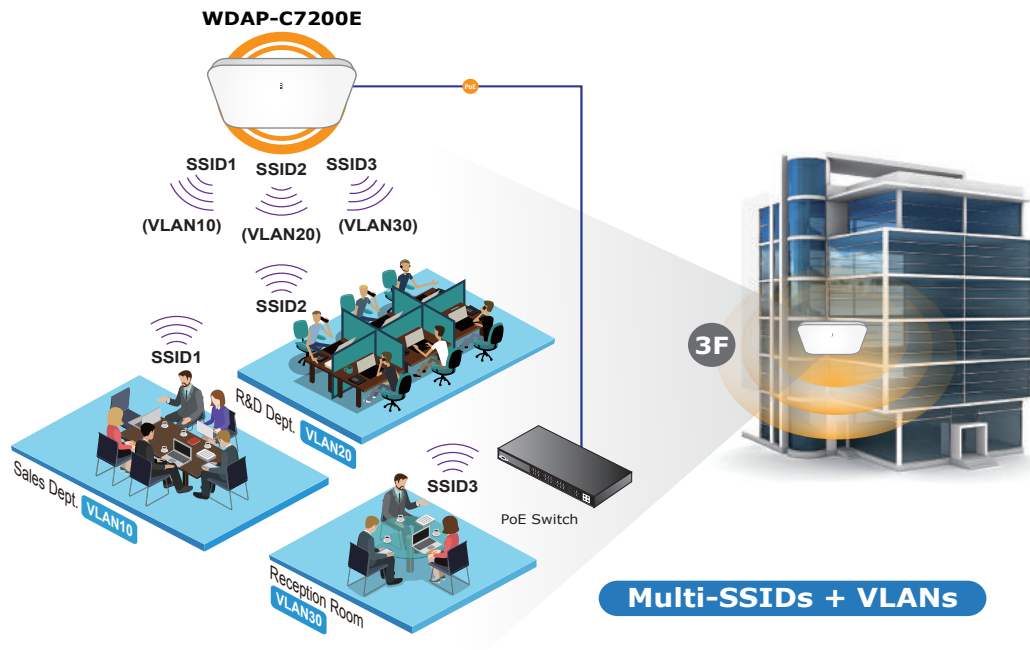 WDAP-C7200E
PoE
SSID1 SSID2 SSID3
(VLAN10) (VLAN20) (VLAN30)
SSID2
SSID1
R&D Dept. VLAN20
3F
Sales Dept. VLAN10
SSID3
PoE Switch
Reception Room
VLAN30
Multi-SSIDs + VLANs